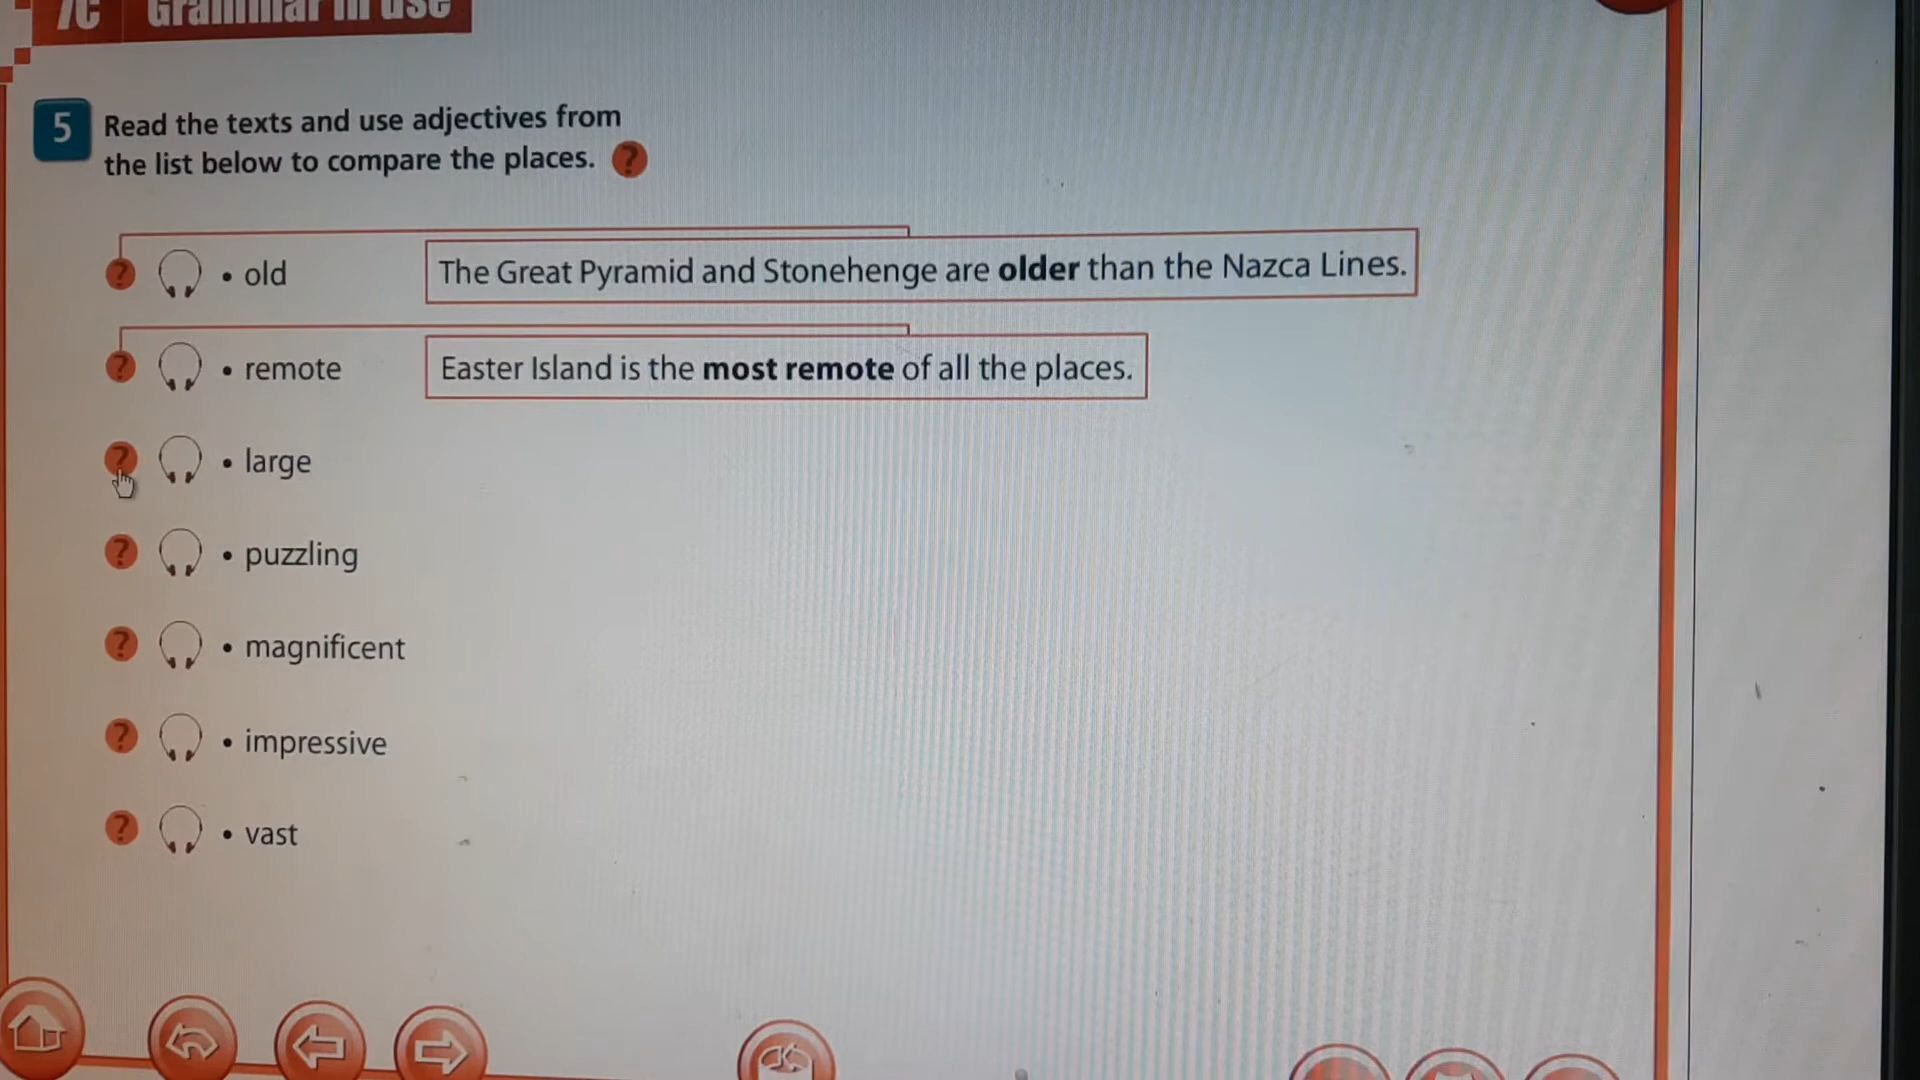 7C Grammar in use
5 Read the texts and use adjectives from
the list below to compare the places. ?
? • old The Great Pyramid and Stonehenge are older than the Nazca Lines.
? • remote Easter Island is the most remote of all the places.
? • large
? • puzzling
? • magnificent
? • impressive
? • vast